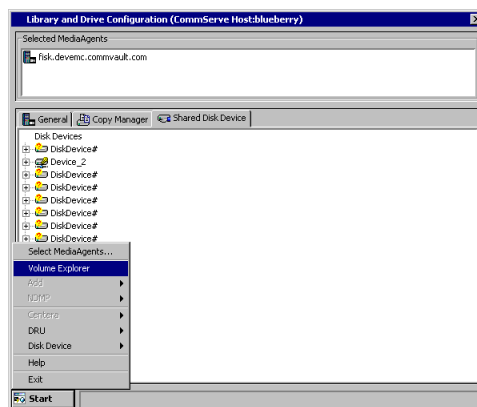 Library and Drive Configuration (CommServe Host:blueberry)
Selected MediaAgents
fisk.devemc.commvault.com
General Copy Manager Shared Disk Device
Disk Devices
DiskDevice#
Device_2
DiskDevice#
DiskDevice#
DiskDevice#
DiskDevice#
DiskDevice#
DiskDevice#
Select MediaAgents...
Volume Explorer
Add
NDMP
Centera
DRU
Disk Device
Help
Exit
Start